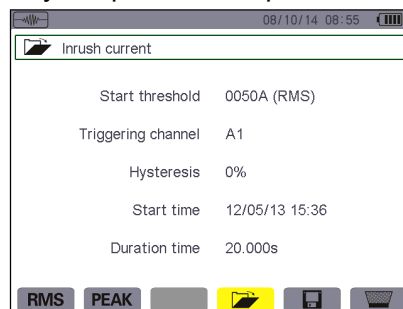 08/10/14 08:55
Inrush current
Start threshold 0050A (RMS)
Triggering channel A1
Hysteresis 0%
Start time 12/05/13 15:36
Duration time 20.000s
RMS PEAK